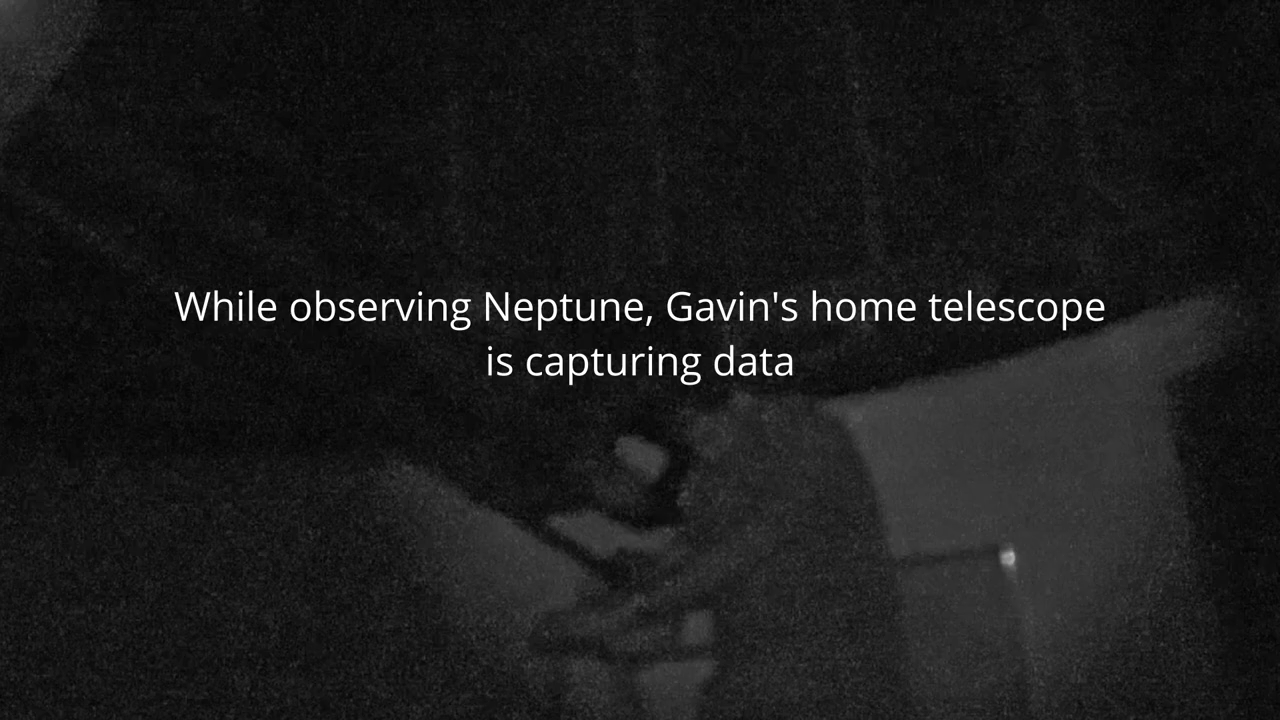 While observing Neptune, Gavin's home telescope
is capturing data